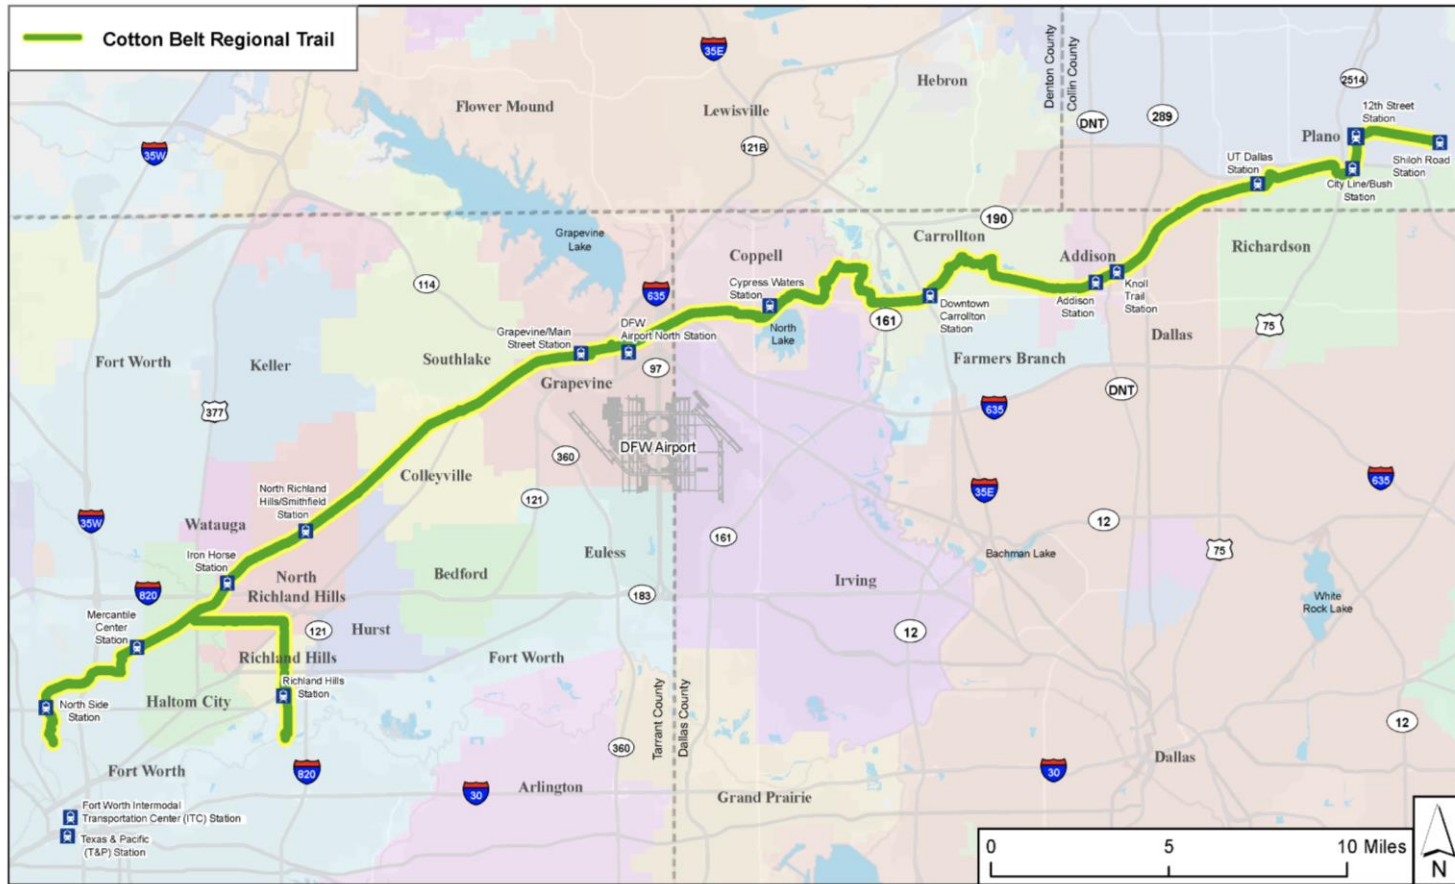 Cotton Belt Regional Trail
35E
Denton County
Collin County
Hebron
Flower Mound
Lewisville
2514
12th Street
Station
DNT
289
Plano
35W
121B
UT Dallas
Station
Shiloh Road
Station
City Line/Bush
Station
190
Grapevine
Lake
Carrollton
Coppell
Addison
Richardson
114
635
Cypress Waters
Station
Knoll
Trail
Station
Addison
Station
Downtown
Carrollton
Station
161
75
North
Lake
Grapevine/Main
Street Station
DFW
Airport North Station
Dallas
Fort Worth
Keller
Southlake
Farmers Branch
97
Grapevine
DNT
377
635
DFW Airport
360
Colleyville
635
35E
121
North Richland
Hills/Smithfield
Station
35W
Watauga
12
161
75
Bachman Lake
Iron Horse
Station
Euless
Bedford
Irving
North
Richland Hills
820
183
White
Rock Lake
Mercantile
Center
Station
121
Hurst
12
Richland Hills
Fort Worth
Richland Hills
Station
Haltom City
North Side
Station
12
Tarrant County
Dallas County
360
Fort Worth
820
30
Dallas
30
Arlington
Grand Prairie
Fort Worth Intermodal
Transportation Center (ITC) Station
Texas & Pacific
(T&P) Station
0 5 10 Miles
N